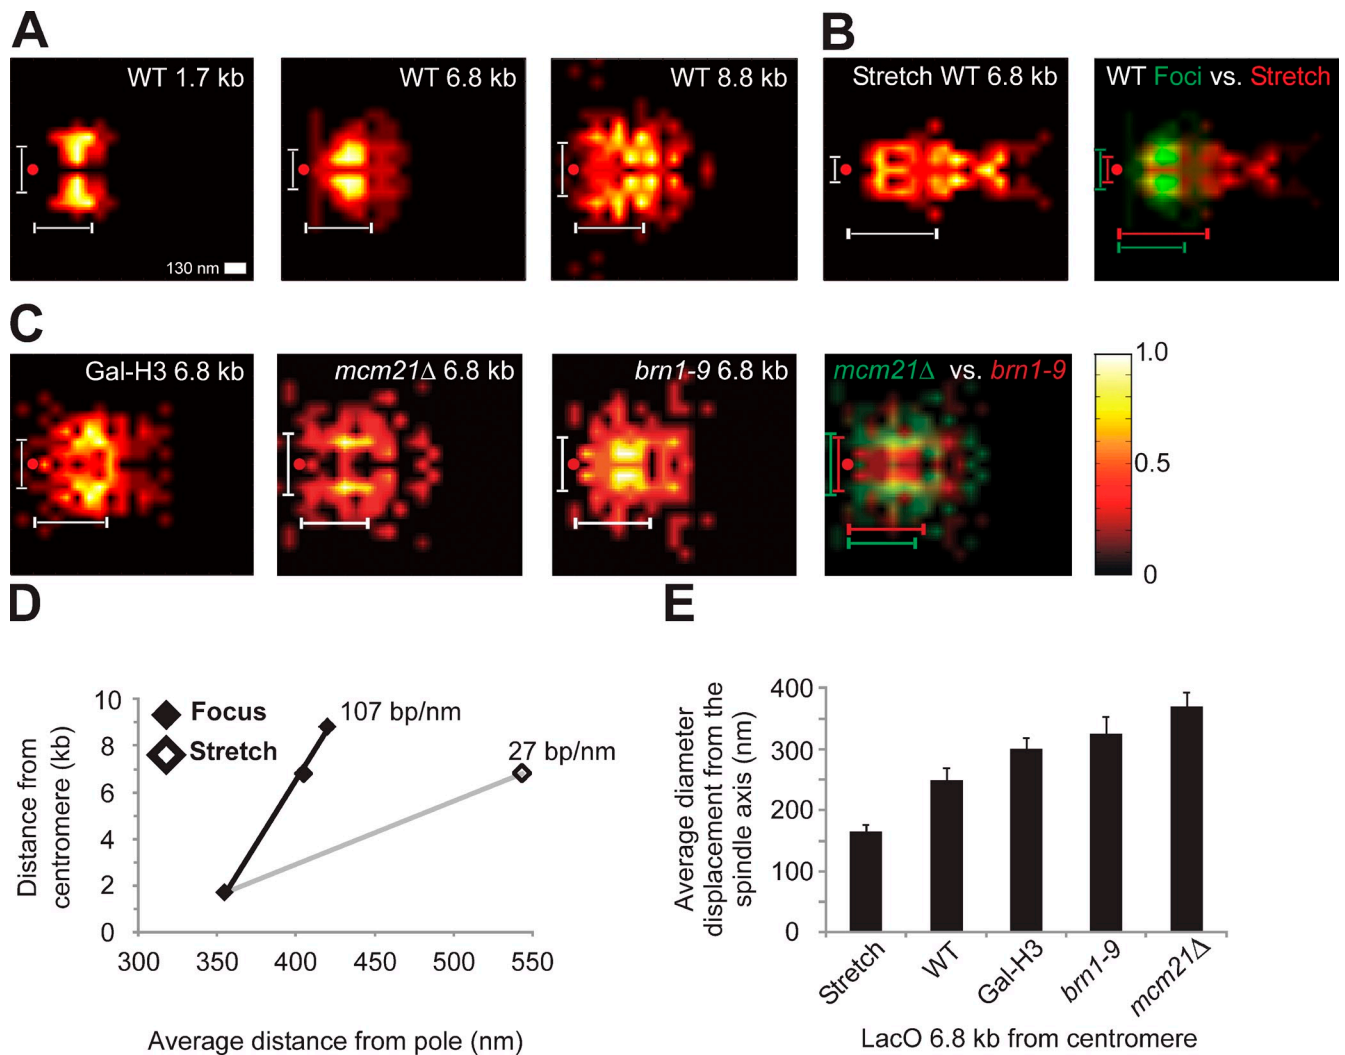 A
B
WT 1.7 kb
WT 6.8 kb
WT 8.8 kb
Stretch WT 6.8 kb
WT Foci vs. Stretch
130 nm
C
Gal-H3 6.8 kb
mcm21Δ 6.8 kb
brn1-9 6.8 kb
mcm21Δ vs. brn1-9
1.0
0.5
0
D
E
Distance from
centromere (kb)
10
8
6
4
2
0
Focus
Stretch
107 bp/nm
27 bp/nm
300
350
400
450
500
550
Average distance from pole (nm)
Average diameter
displacement from the
spindle axis (nm)
400
300
200
100
0
Stretch
WT
Gal-H3
brn1-9
mcm21Δ
LacO 6.8 kb from centromere